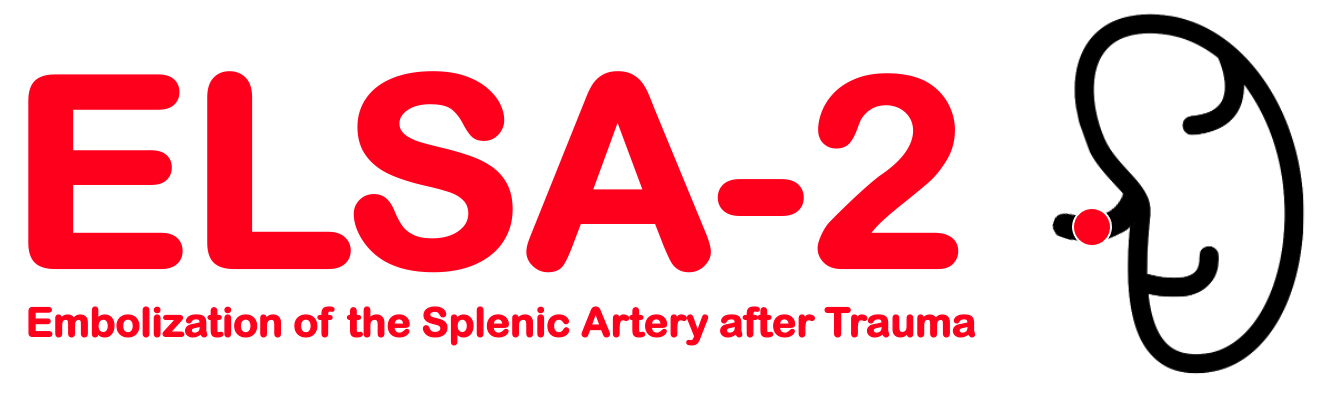 ELSA-2
Embolization of the Splenic Artery after Trauma